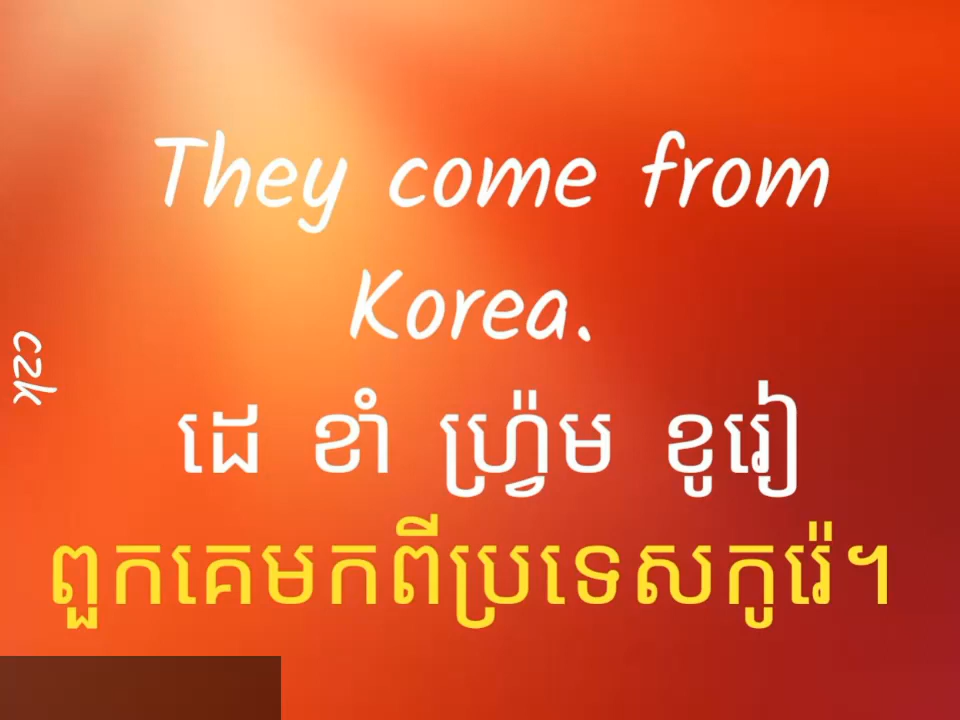 They come from
Korea.
czk
ដេ ខាំ ហ្វ្រ៉ម ខូរៀ
ពួកគេមកពីប្រទេសកូរ៉េ។